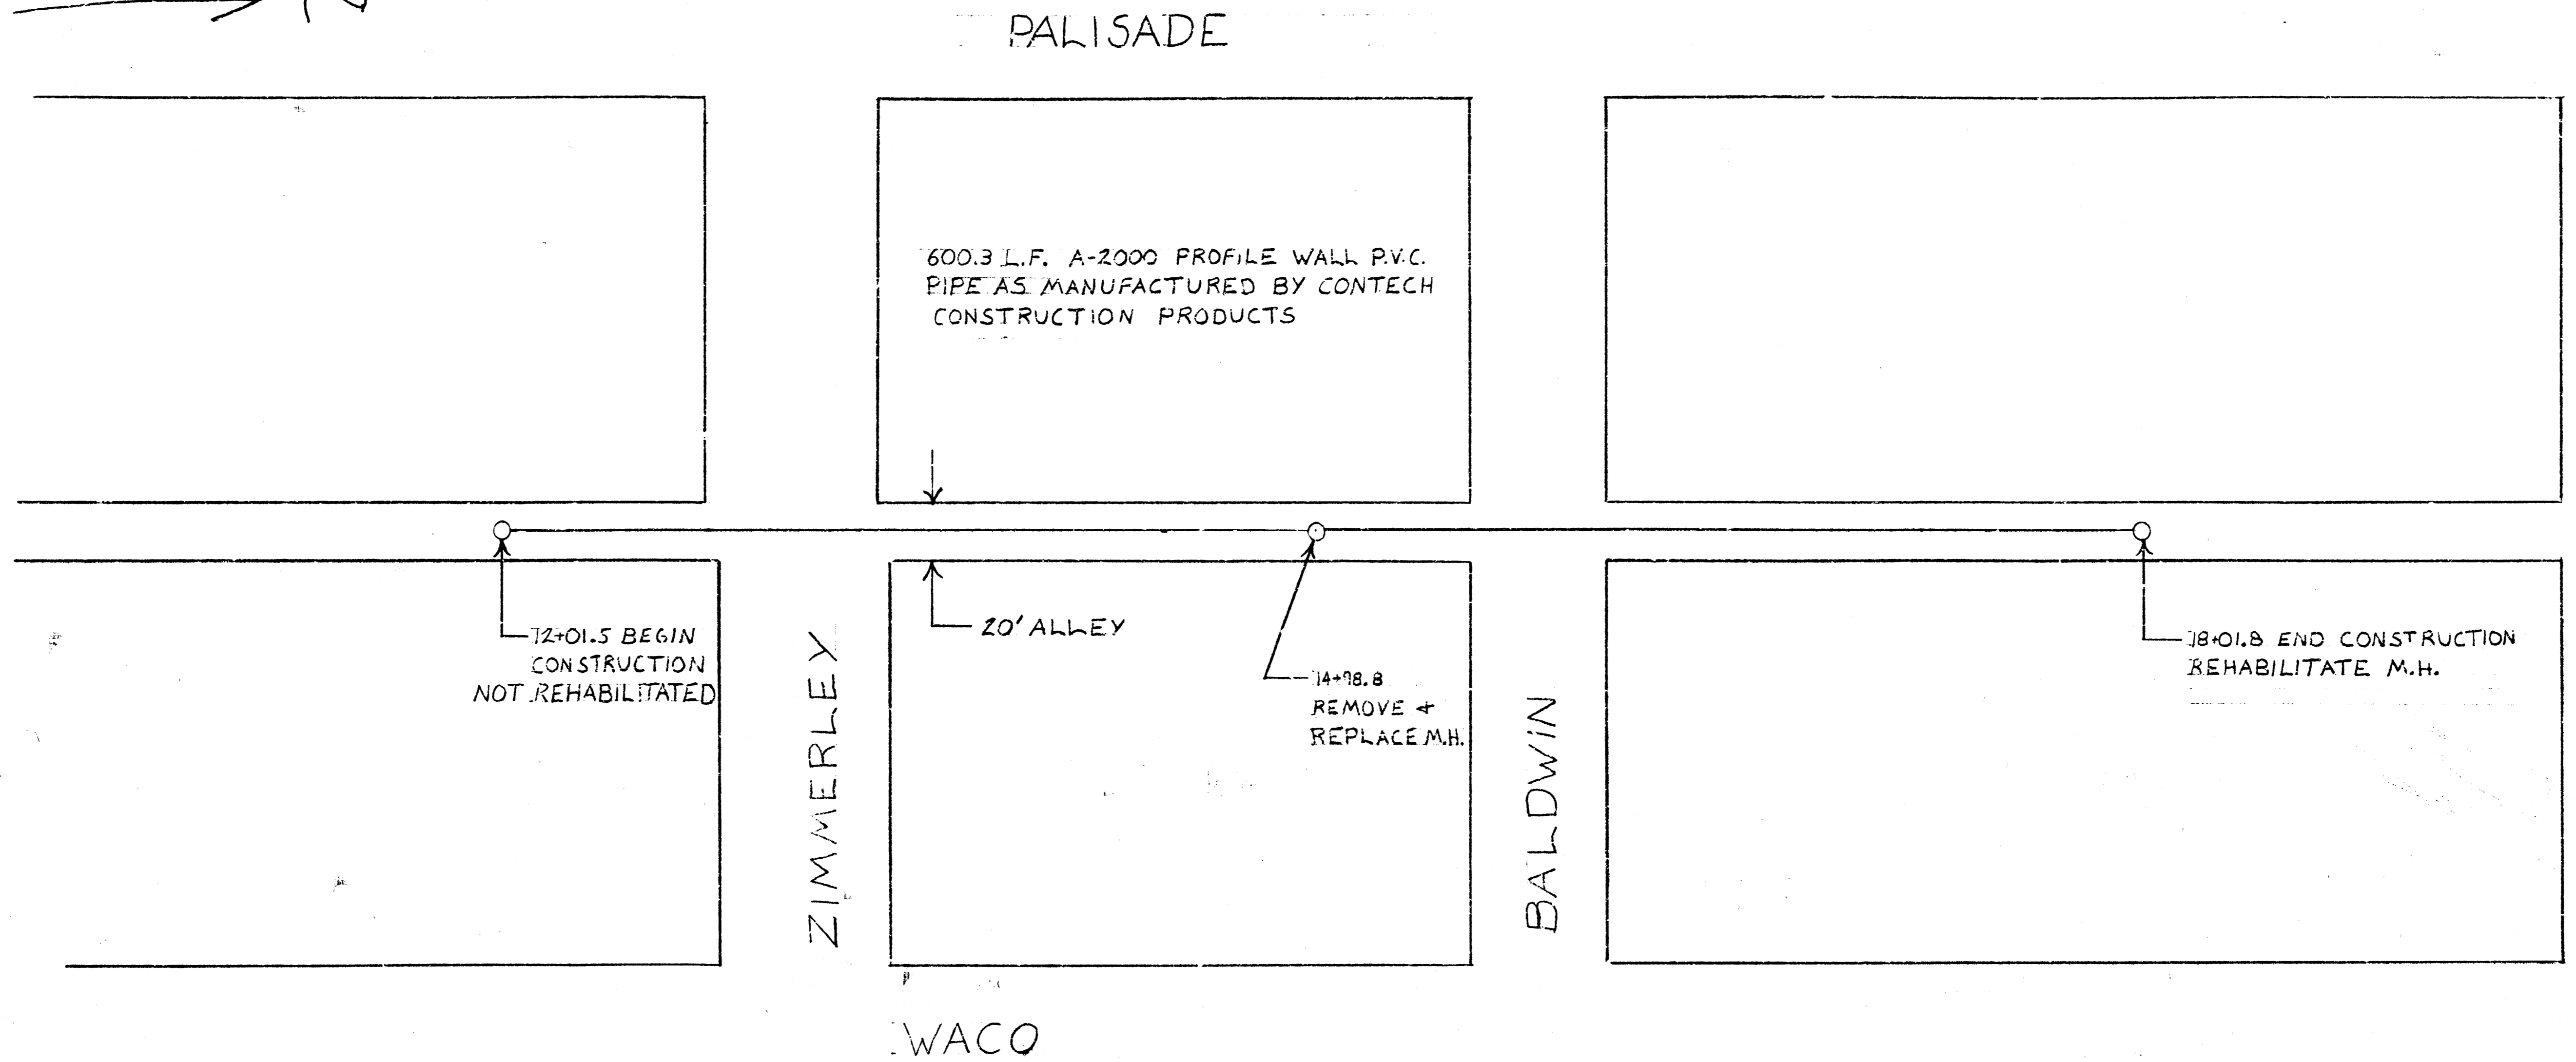 PALISADE
600.3 L.F. A-2000 PROFILE WALL P.V.C.
PIPE AS MANUFACTURED BY CONTECH
CONSTRUCTION PRODUCTS
12+01.5 BEGIN
CONSTRUCTION
NOT REHABILITATED
ZIMMERLEY
20' ALLEY
14+98.8
REMOVE +
REPLACE M.H.
BALDWIN
18+01.8 END CONSTRUCTION
REHABILITATE M.H.
WACO